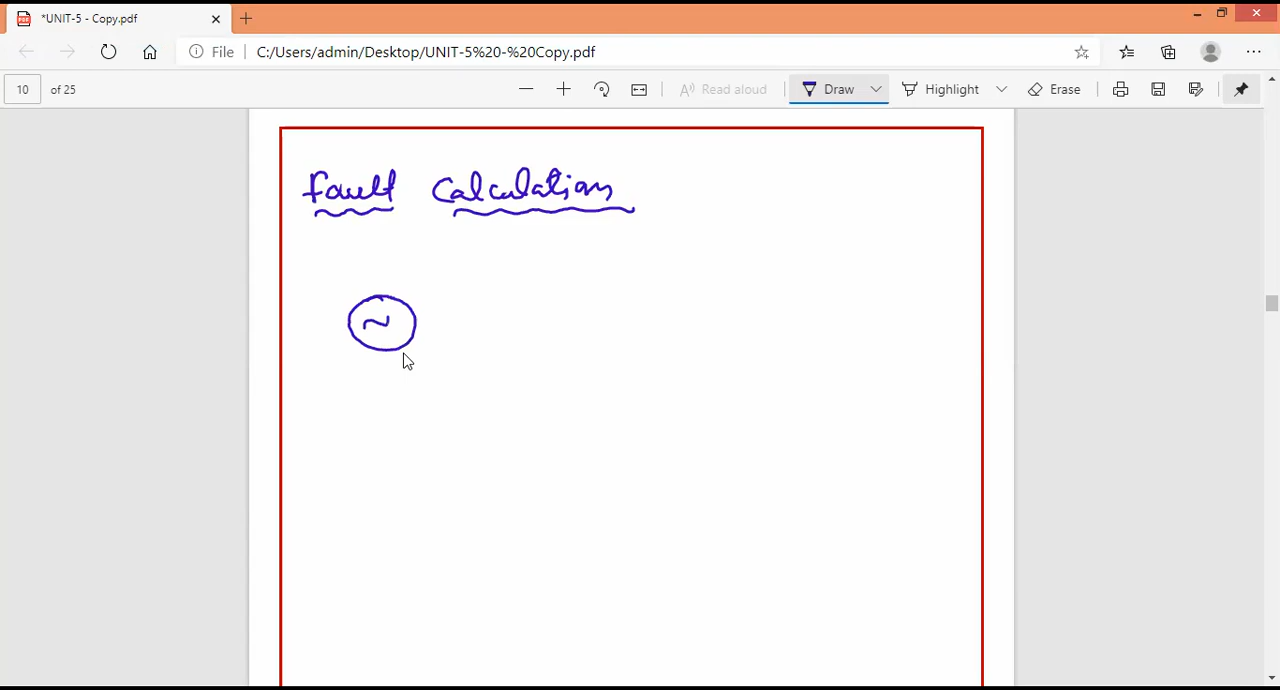 *UNIT-5 - Copy.pdf
File C:/Users/admin/Desktop/UNIT-5%20-%20Copy.pdf
10 of 25 Read aloud Draw Highlight Erase
Fault Calculation
~